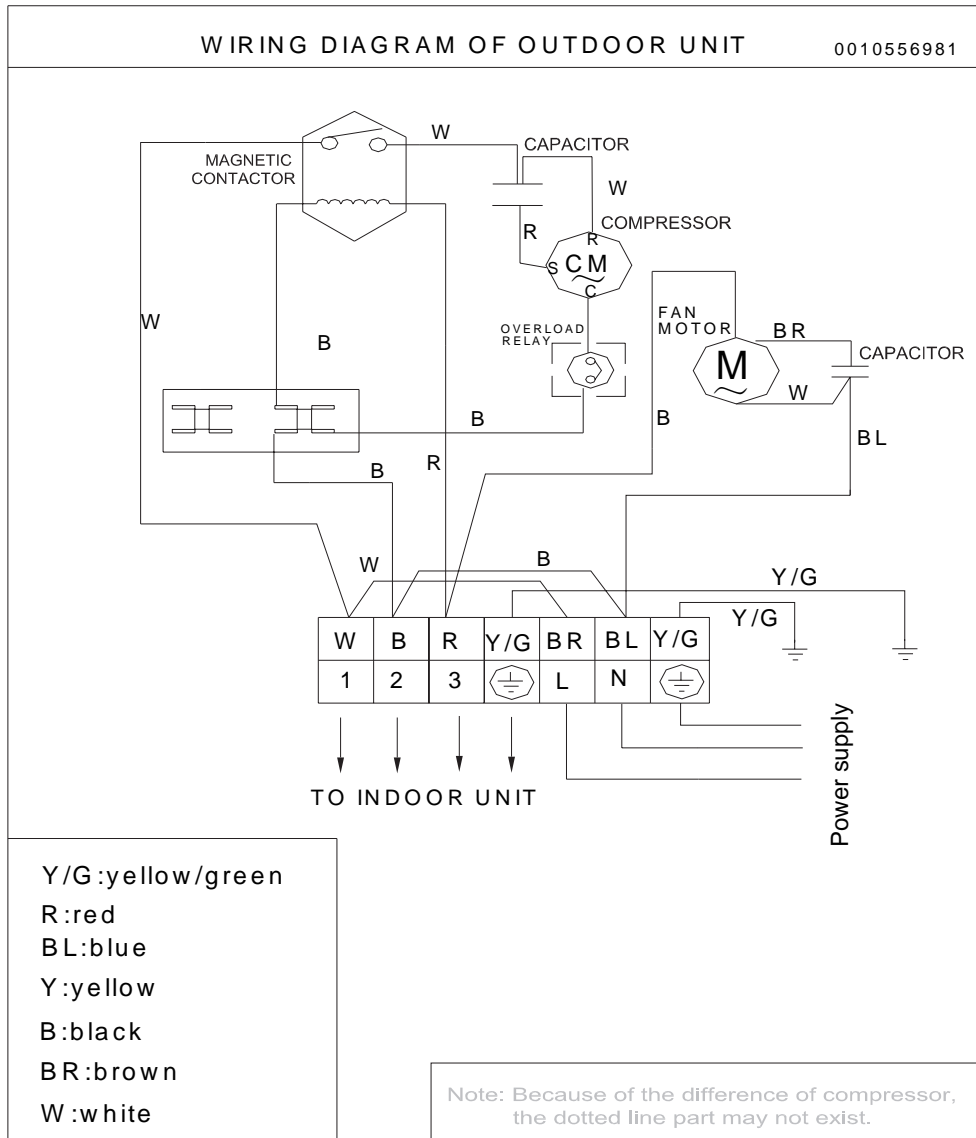 WIRING DIAGRAM OF OUTDOOR UNIT
0010556981
W
CAPACITOR
MAGNETIC
CONTACTOR
W
R
COMPRESSOR
R
S
CM
C
W
B
OVERLOAD
RELAY
FAN
MOTOR
M
BR
CAPACITOR
W
B
B
BL
B
R
W
B
Y/G
Y/G
W B R Y/G BR BL Y/G
1 2 3 L N
TO INDOOR UNIT
Power supply
Y/G:yellow/green
R:red
BL:blue
Y:yellow
B:black
BR:brown
W:white
Note: Because of the difference of compressor,
the dotted line part may not exist.